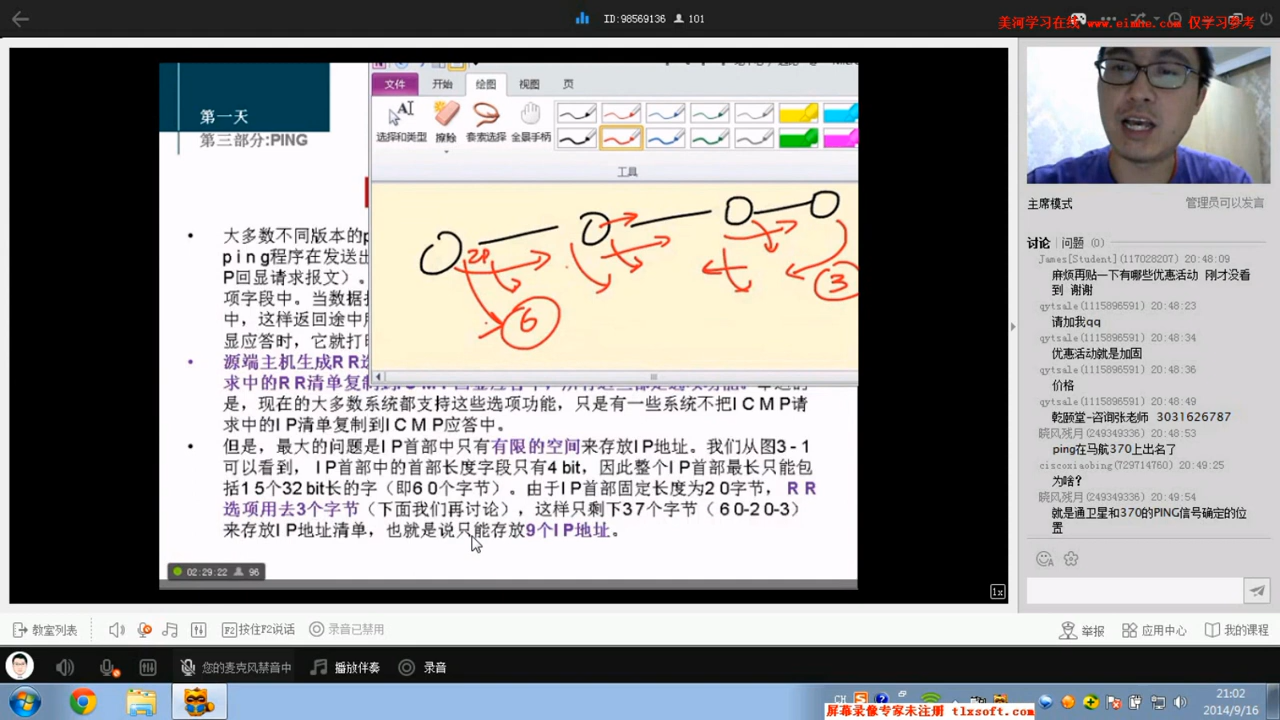 ID:98569136 101
美河学习在线 www.eimhe.com 仅学习参考
第一天
第三部分:PING
文件 开始 绘图 视图 页
选择和类型 擦除 套索选择 全景手柄
工具
6
3
大多数不同版本的p
ping程序在发送出
P回显请求报文)。
项字段中。当数据
中,这样返回途中
显应答时,它就打
源端主机生成RR
求中的RR清单复制到
是,现在的大多数系统都支持这些选项功能,只是有一些系统不把ICMP请
求中的IP清单复制到ICMP应答中。
但是,最大的问题是IP首部中只有有限的空间来存放IP地址。我们从图3-1
可以看到,IP首部中的首部长度字段只有4 bit,因此整个IP首部最长只能包
括15个32 bit长的字(即60个字节)。由于IP首部固定长度为20字节,RR
选项用去3个字节(下面我们再讨论),这样只剩下37个字节(60-20-3)
来存放IP地址清单,也就是说只能存放9个IP地址。
02:29:22 96
1x
主席模式 管理员可以发言
讨论 问题 (0)
James[Student](117028207) 20:48:09
麻烦再贴一下有哪些优惠活动 刚才没看
到 谢谢
qytsale(1115896591) 20:48:23
请加我qq
qytsale(1115896591) 20:48:34
优惠活动就是加固
qytsale(1115896591) 20:48:36
价格
qytsale(1115896591) 20:48:49
乾颐堂-咨询张老师 3031626787
晓风残月(249349336) 20:48:53
ping在马航370上出名了
ciscoxiaobing(729714760) 20:49:25
为啥?
晓风残月(249349336) 20:49:54
就是通卫星和370的PING信号确定的位
置
教室列表 F2 按住F2说话 录音已禁用 举报 应用中心 我的课程
您的麦克风禁音中 播放伴奏 录音
CH 21:02
屏幕录像专家未注册 tlxsoft.com 2014/9/16